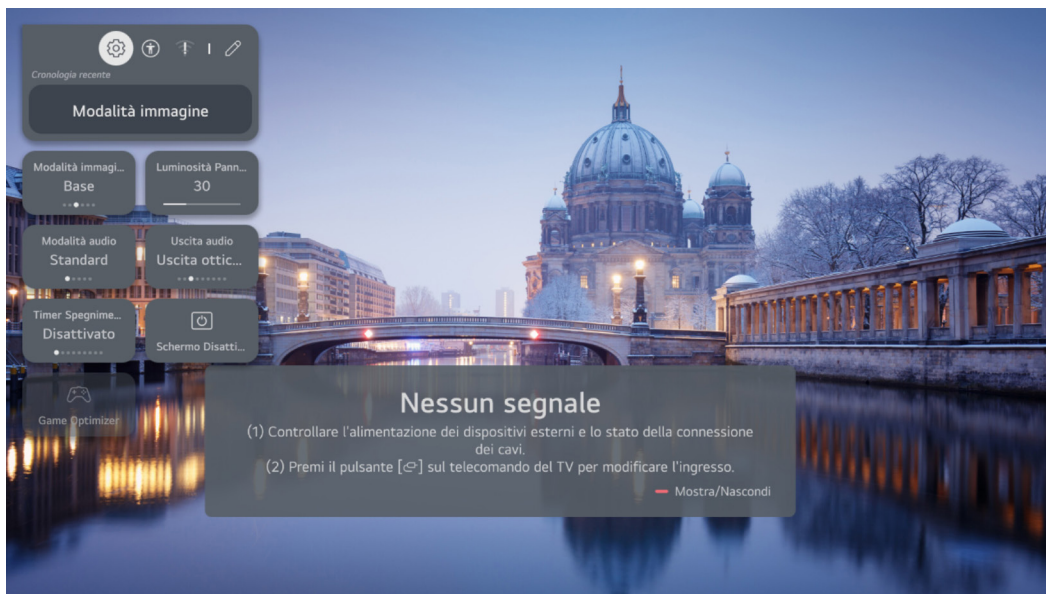 Cronologia recente
Modalità immagine
Modalità immagi...
Base
Luminosità Pann...
30
Modalità audio
Standard
Uscita audio
Uscita ottic...
Timer Spegnime...
Disattivato
Schermo Disatti...
Game Optimizer
Nessun segnale
(1) Controllare l'alimentazione dei dispositivi esterni e lo stato della connessione
dei cavi.
(2) Premi il pulsante [] sul telecomando del TV per modificare l'ingresso.
Mostra/Nascondi